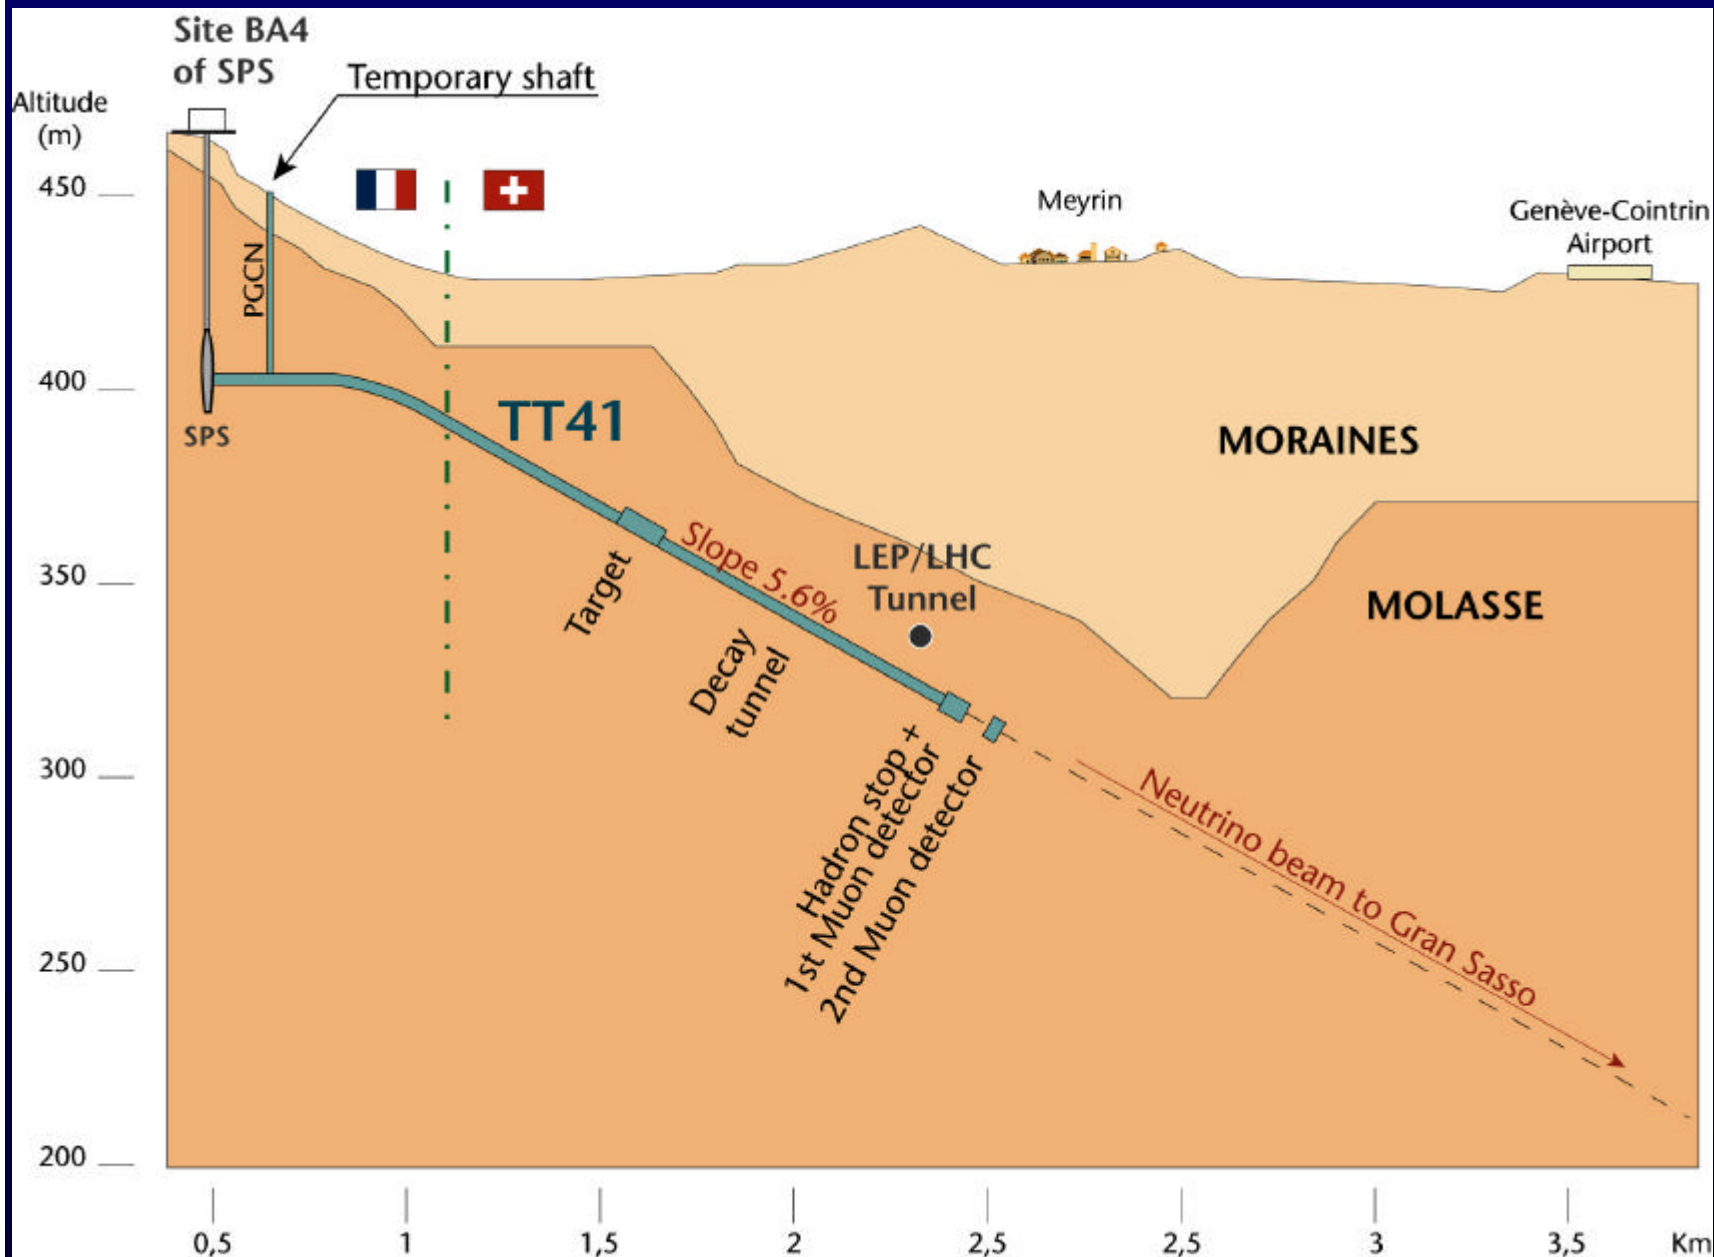 Site BA4
of SPS
Temporary shaft
Altitude
(m)
450
Meyrin
Genève-Cointrin
Airport
PGCN
400
TT41
SPS
MORAINES
350
Target
Slope 5.6%
LEP/LHC
Tunnel
MOLASSE
Decay
tunnel
300
Hadron stop +
1st Muon detector
2nd Muon detector
Neutrino beam to Gran Sasso
250
200
0,5
1
1,5
2
2,5
2,5
3
3,5
Km